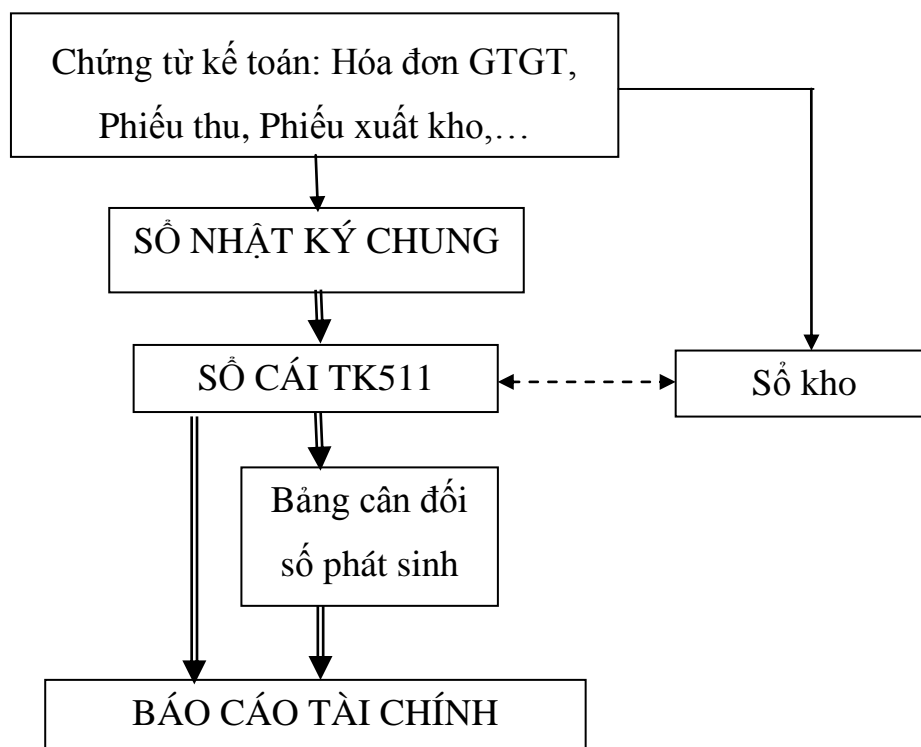 Chứng từ kế toán: Hóa đơn GTGT,
Phiếu thu, Phiếu xuất kho,…
SỔ NHẬT KÝ CHUNG
SỔ CÁI TK511
Sổ kho
Bảng cân đối
số phát sinh
BÁO CÁO TÀI CHÍNH